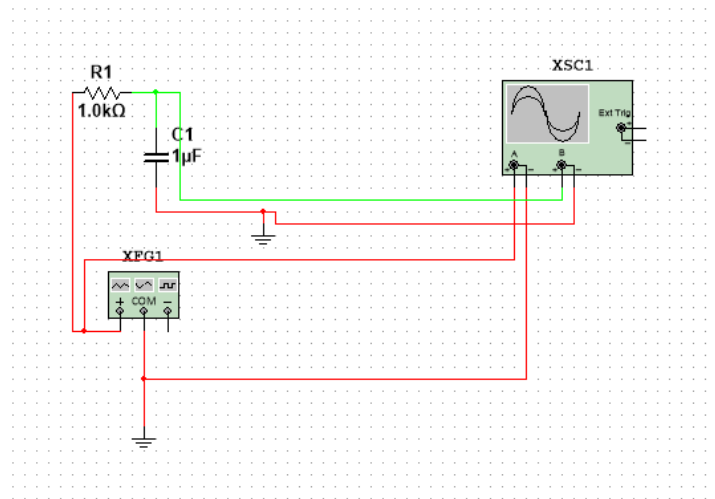 R1
1.0kΩ
C1
1µF
XSC1
Ext Trig
+
−
A
B
+ − + −
XFG1
+ COM −